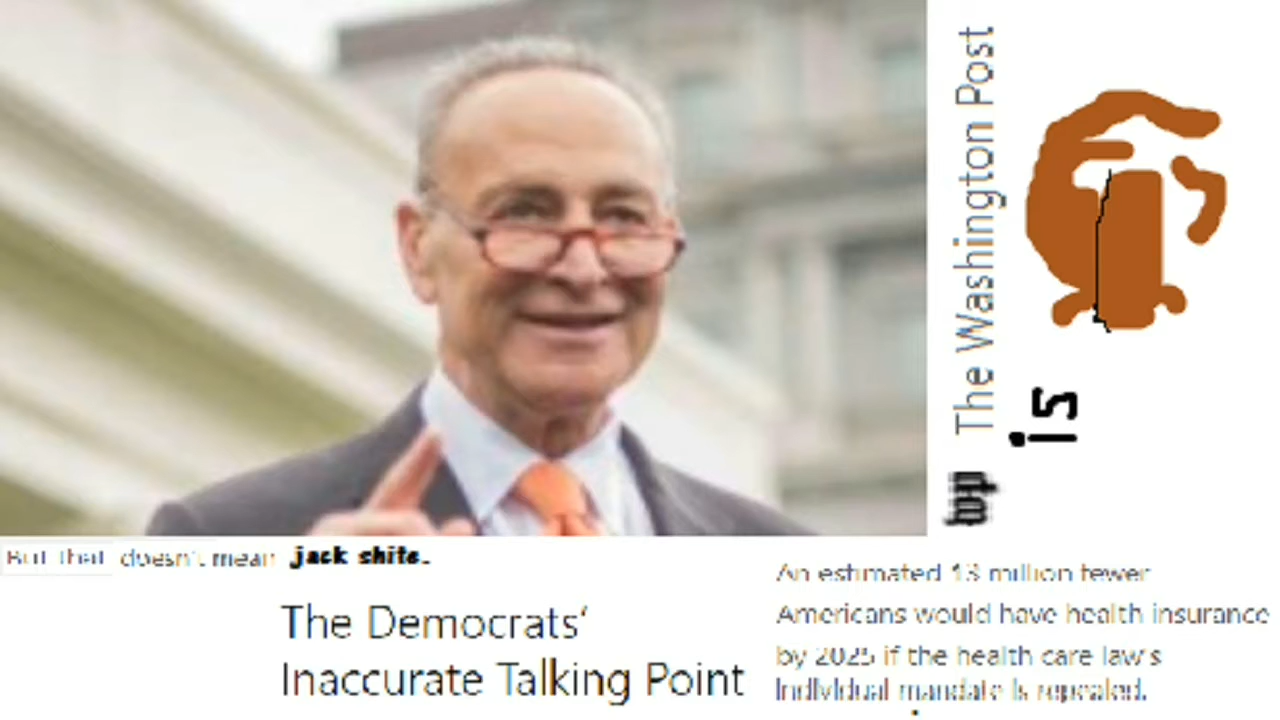 The Washington Post
is
wp
But that doesn't mean jack shite.
The Democrats'
Inaccurate Talking Point
An estimated 13 million fewer
Americans would have health insurance
by 2025 if the health care law's
individual mandate is repealed.